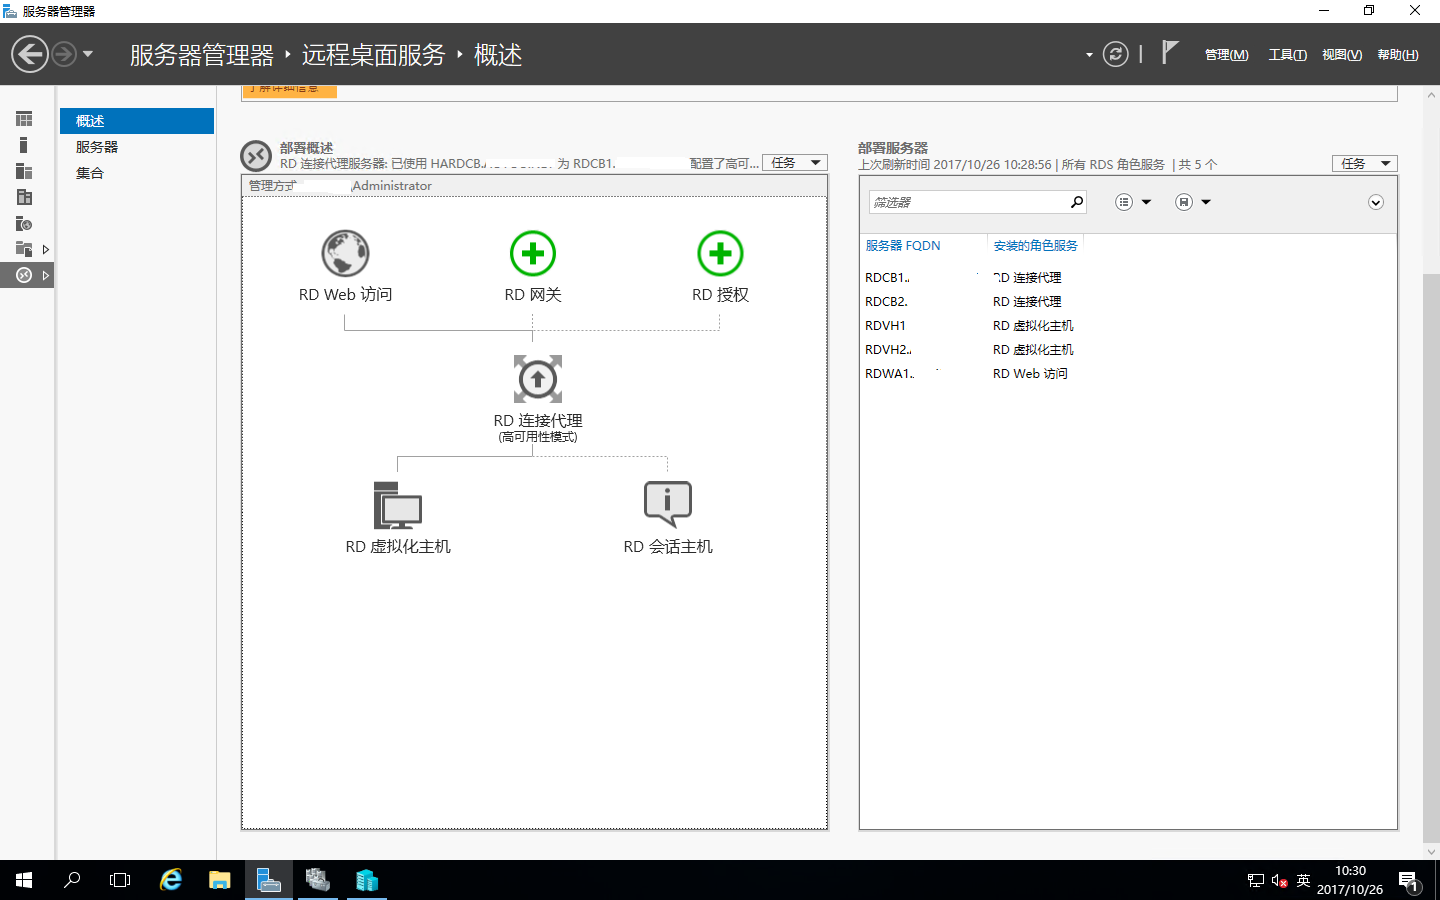 服务器管理器
服务器管理器 ‣ 远程桌面服务 ‣ 概述
管理(M) 工具(T) 视图(V) 帮助(H)
了解详细信息
概述
服务器
集合
部署概述
RD 连接代理服务器: 已使用 HARDCB. 为 RDCB1. 配置了高可...
任务
管理方式 Administrator
RD Web 访问
RD 网关
RD 授权
RD 连接代理
(高可用性模式)
RD 虚拟化主机
RD 会话主机
部署服务器
上次刷新时间 2017/10/26 10:28:56 | 所有 RDS 角色服务 | 共 5 个
任务
筛选器
服务器 FQDN 安装的角色服务
RDCB1.. RD 连接代理
RDCB2. RD 连接代理
RDVH1 RD 虚拟化主机
RDVH2.. RD 虚拟化主机
RDWA1.. RD Web 访问
英
10:30
2017/10/26
1